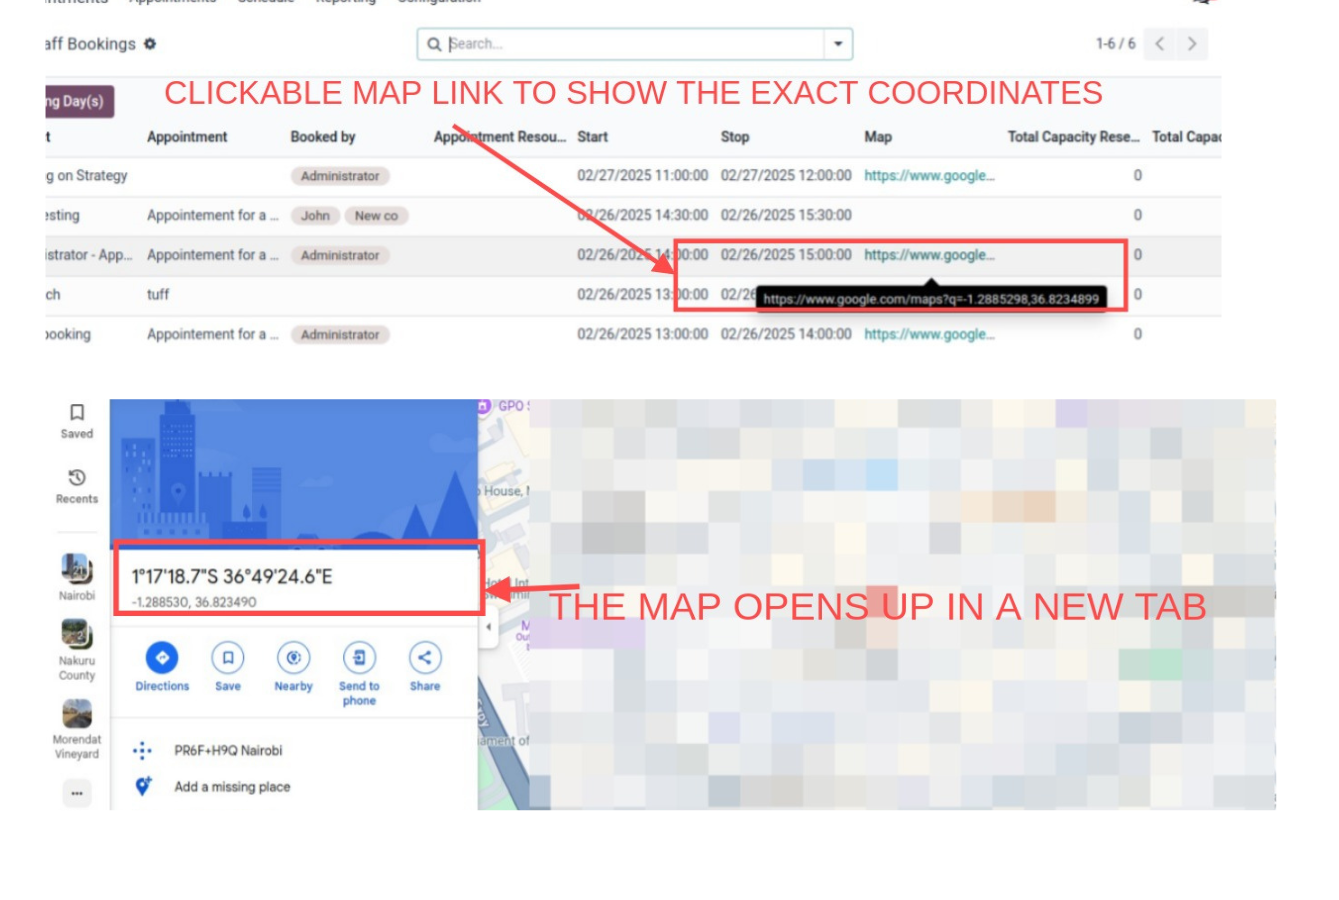 Appointments Schedule Reporting Configuration
aff Bookings Search... 1-6 / 6
ng Day(s) CLICKABLE MAP LINK TO SHOW THE EXACT COORDINATES
t Appointment Booked by Appointment Resou... Start Stop Map Total Capacity Rese... Total Capac
g on Strategy Administrator 02/27/2025 11:00:00 02/27/2025 12:00:00 https://www.google... 0
esting Appointement for a ... John New co 02/26/2025 14:30:00 02/26/2025 15:30:00 0
istrator - App... Appointement for a ... Administrator 02/26/2025 14:00:00 02/26/2025 15:00:00 https://www.google... 0
ch tuff 02/26/2025 13:00:00 02/26 https://www.google.com/maps?q=-1.2885298,36.8234899 0
booking Appointement for a ... Administrator 02/26/2025 13:00:00 02/26/2025 14:00:00 https://www.google... 0
Saved
Recents
Nairobi
Nakuru
County
Morendat
Vineyard
1°17'18.7"S 36°49'24.6"E
-1.288530, 36.823490
Directions Save Nearby Send to phone Share
PR6F+H9Q Nairobi
Add a missing place
GPO
House,
THE MAP OPENS UP IN A NEW TAB